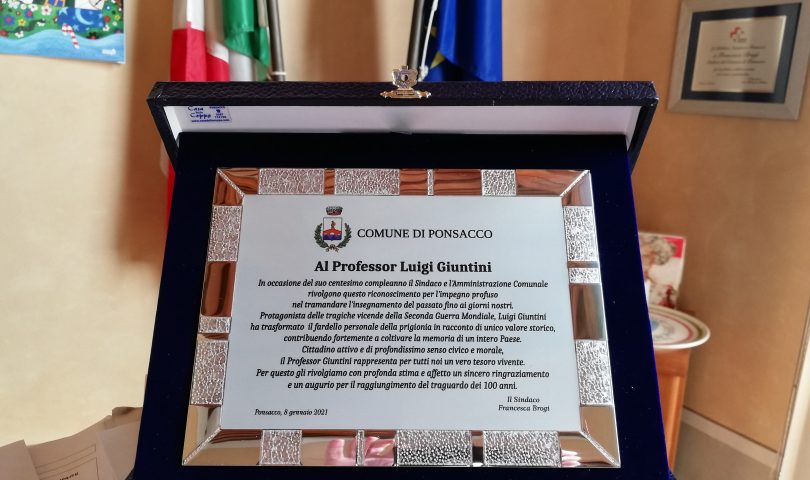 Casa
della
Coppa
COMUNE DI PONSACCO
Al Professor Luigi Giuntini
In occasione del suo centesimo compleanno il Sindaco e l'Amministrazione Comunale
rivolgono questo riconoscimento per l'impegno profuso
nel tramandare l'insegnamento del passato fino ai giorni nostri.
Protagonista delle tragiche vicende della Seconda Guerra Mondiale, Luigi Giuntini
ha trasformato il fardello personale della prigionia in racconto di unico valore storico,
contribuendo fortemente a coltivare la memoria di un intero Paese.
Cittadino attivo e di profondissimo senso civico e morale,
il Professor Giuntini rappresenta per tutti noi un vero tesoro vivente.
Per questo gli rivolgiamo con profonda stima e affetto un sincero ringraziamento
e un augurio per il raggiungimento del traguardo dei 100 anni.
Il Sindaco
Francesca Brogi
Ponsacco, 8 gennaio 2021